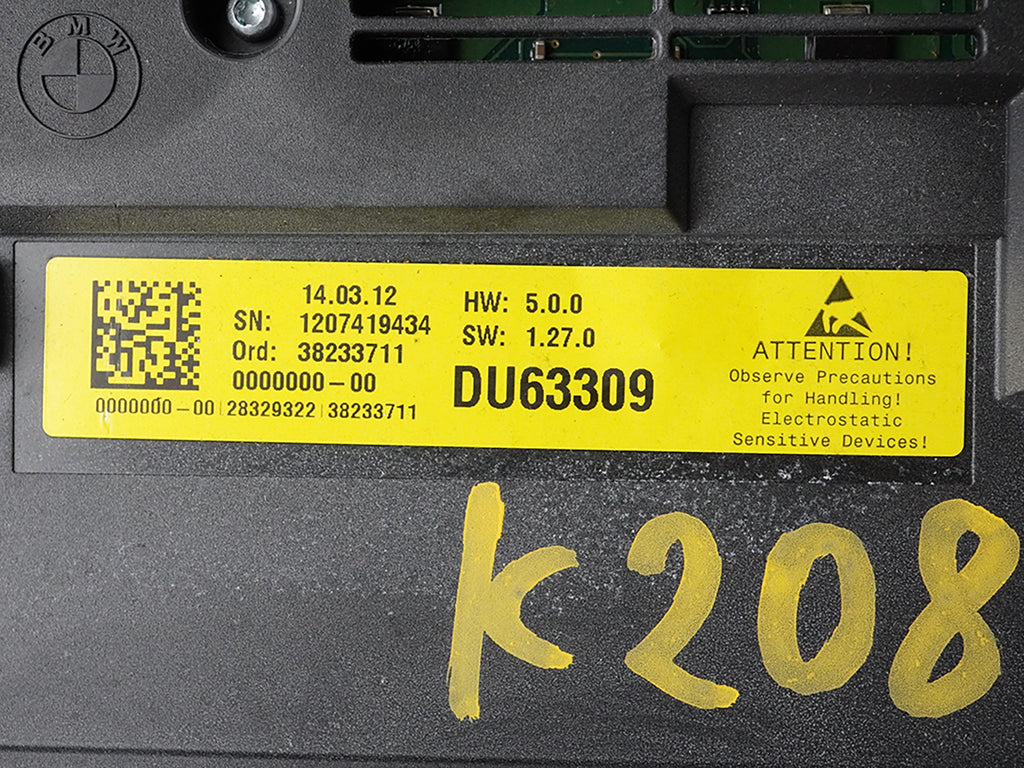 BMW
14.03.12
SN: 1207419434
Ord: 38233711
0000000-00
0000000-00 | 28329322 | 38233711
HW: 5.0.0
SW: 1.27.0
DU63309
ATTENTION!
Observe Precautions
for Handling!
Electrostatic
Sensitive Devices!
K208